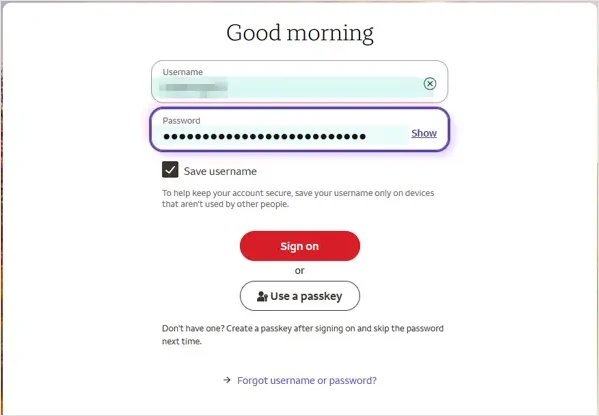 Good morning
Username
Password
Show
Save username
To help keep your account secure, save your username only on devices
that aren't used by other people.
Sign on
or
Use a passkey
Don't have one? Create a passkey after signing on and skip the password
next time.
Forgot username or password?